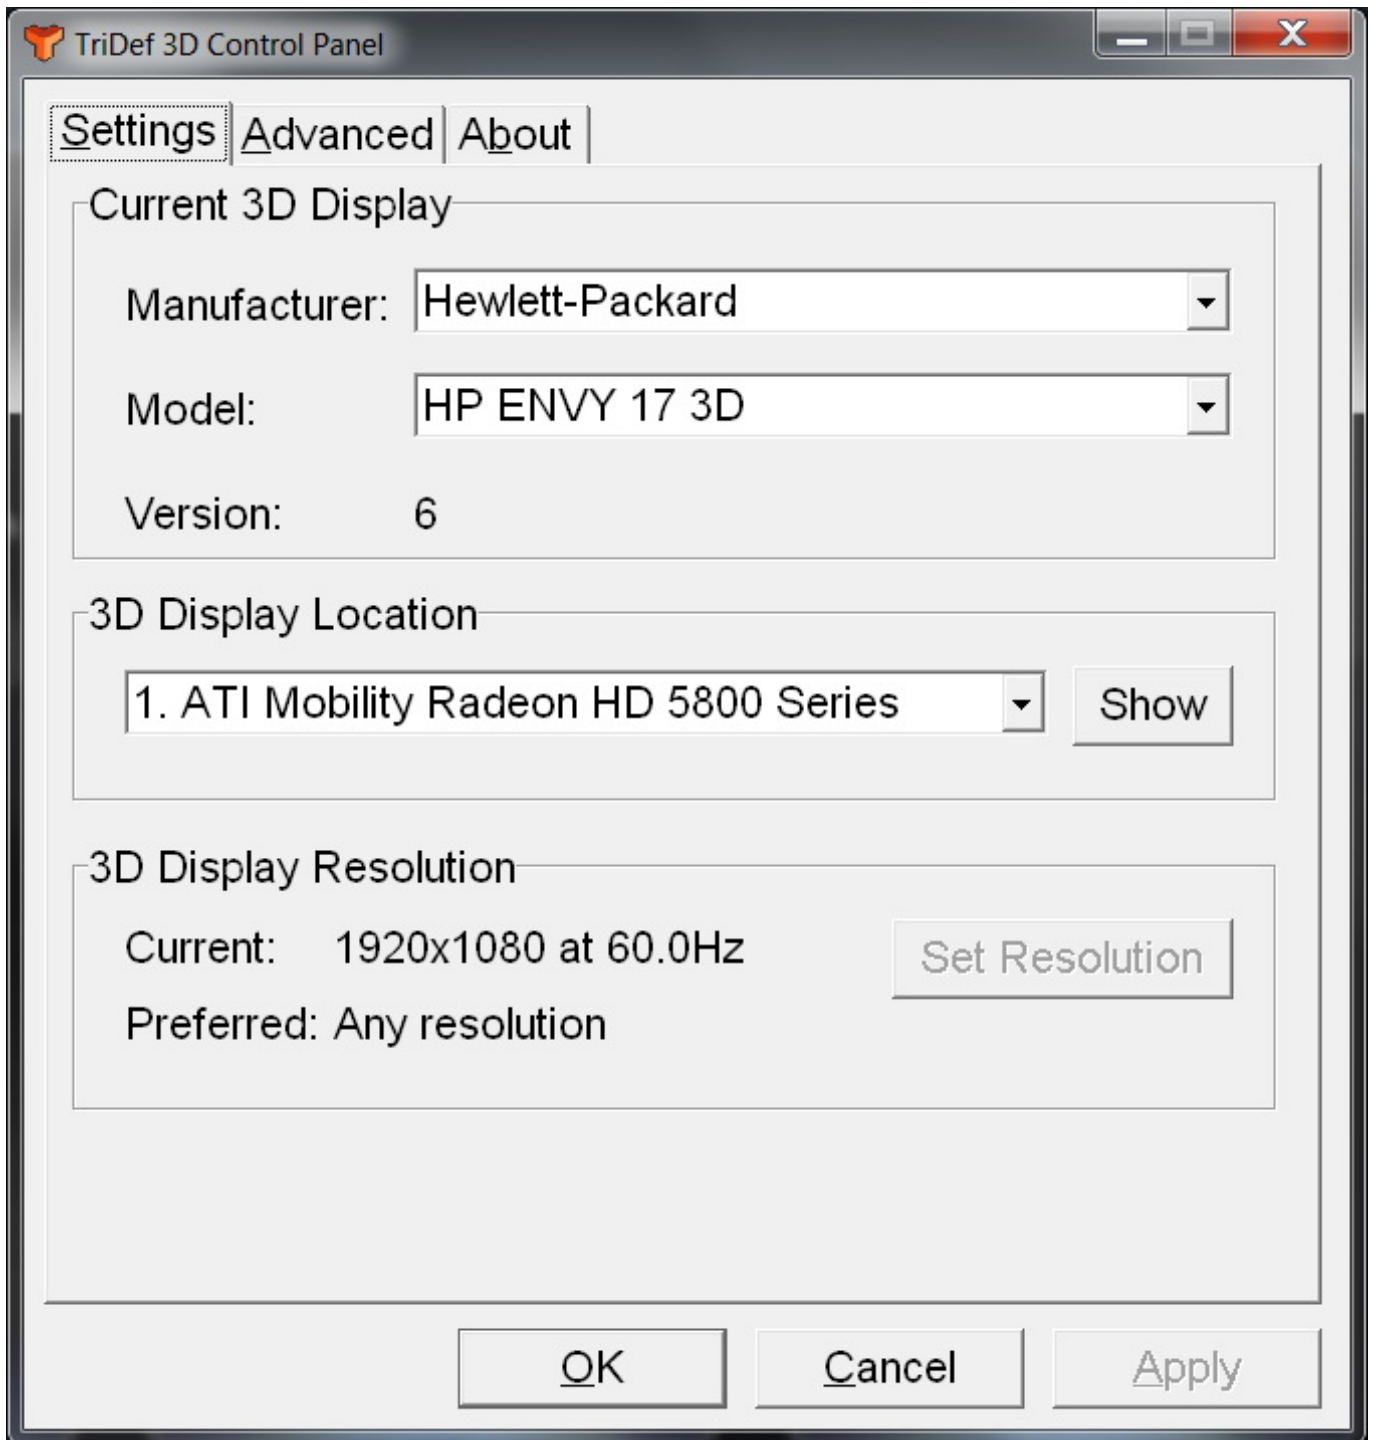 TriDef 3D Control Panel
Settings Advanced About
Current 3D Display
Manufacturer: Hewlett-Packard
Model: HP ENVY 17 3D
Version: 6
3D Display Location
1. ATI Mobility Radeon HD 5800 Series Show
3D Display Resolution
Current: 1920x1080 at 60.0Hz Set Resolution
Preferred: Any resolution
OK Cancel Apply